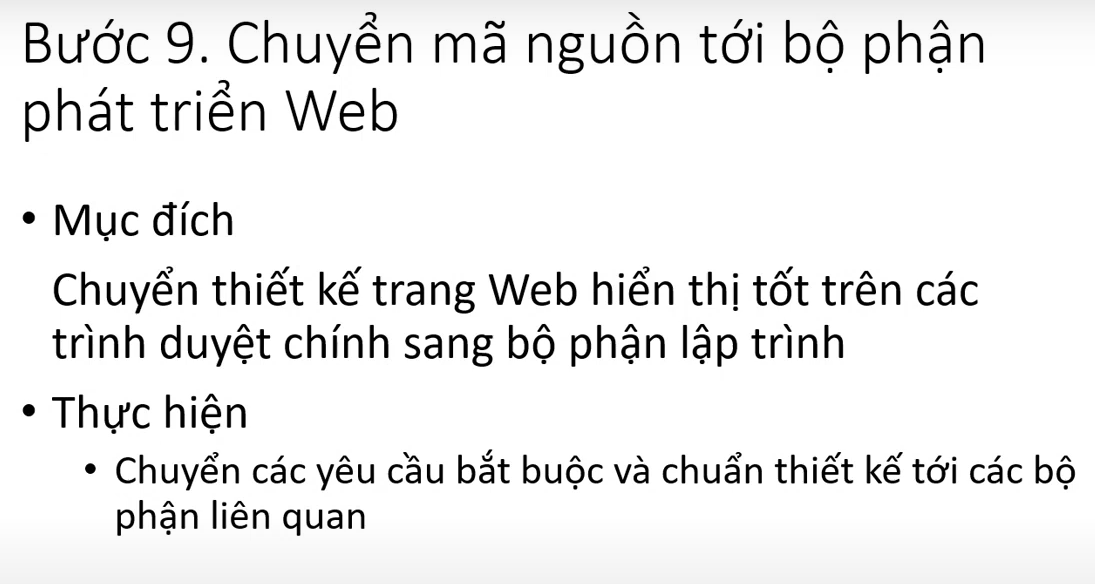 Bước 9. Chuyển mã nguồn tới bộ phận
phát triển Web
• Mục đích
Chuyển thiết kế trang Web hiển thị tốt trên các
trình duyệt chính sang bộ phận lập trình
• Thực hiện
• Chuyển các yêu cầu bắt buộc và chuẩn thiết kế tới các bộ
phận liên quan